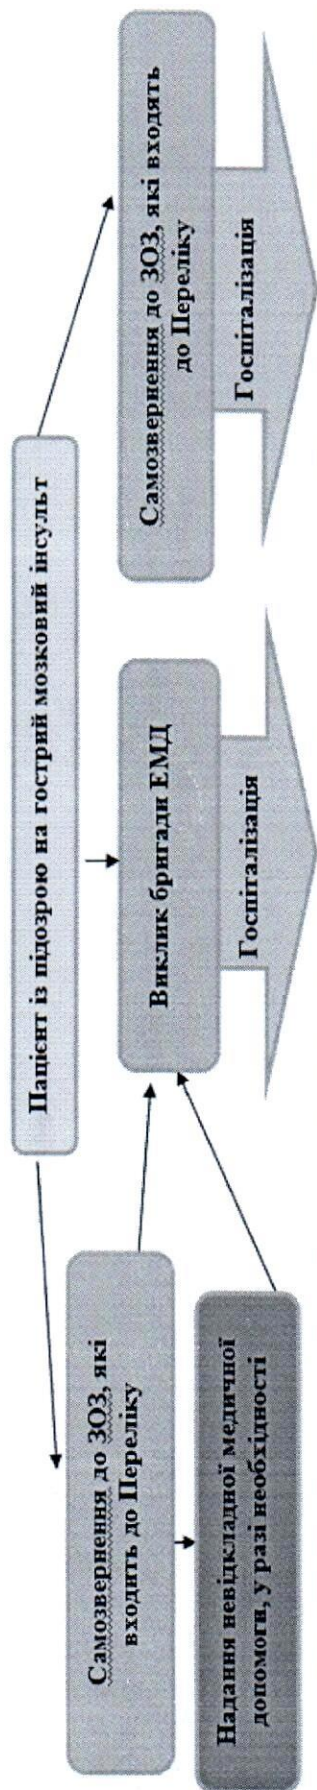 Пацієнт із підозрою на гострий мозковий інсульт
Самозвернення до ЗОЗ, які
входить до Переліку
Надання невідкладної медичної
допомоги, у разі необхідності
Виклик бригади ЕМД
Госпіталізація
Самозвернення до ЗОЗ, які входять
до Переліку
Госпіталізація